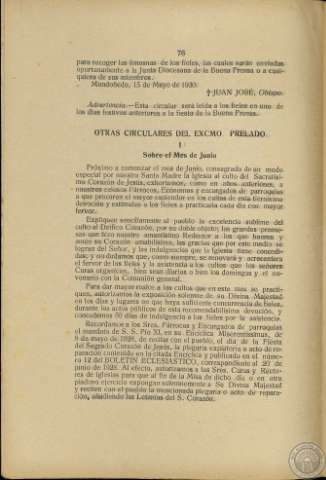 76
para recoger las limosnas de los fieles, las cuales serán enviadas
oportunamente a la Junta Diocesana de la Buena Prensa o a cual-
quiera de sus miembros.
Mondoñedo, 15 de Mayo de 1930.
† JUAN JOSÉ, Obispo.
Advertencia.—Esta circular será leída a los fieles en uno de
los días festivos anteriores a la fiesta de la Buena Prensa.
OTRAS CIRCULARES DEL EXCMO PRELADO.
I
Sobre el Mes de Junio
Próximo a comenzar el mes de Junio, consagrado de un modo
especial por nuestra Santa Madre la Iglesia al culto del Sacratísi-
mo Corazón de Jesús, exhortamos, como en años anteriores, a
nuestros celosos Párrocos, Ecónomos y encargados de parroquias
a que procuren el mayor esplendor en los cultos de esta tiernísima
devoción y estimulen a los fieles a practicarla cada día con mayor
fervor.
Expliquen sencillamente al pueblo la excelencia sublime del
culto al Deífico Corazón, por su doble objeto; las grandes prome-
sas que hizo nuestro amantísimo Redentor a los que honren y
amen su Corazón amabilísimo, las gracias que por este medio se
logran del Señor, y las indulgencias que la Iglesia tiene concedi-
das; y no dudamos que, como siempre, se moverá y acrecentará
el fervor de los fieles y la asistencia a los cultos que los señores
Curas organicen, bien sean diarios o bien los domingos y el no-
venario con la Comunión general.
Para dar mayor realce a los cultos que en este mes se practi-
quen, autorizamos la exposición solemne de su Divina Majestad
en los días y lugares en que haya suficiente concurrencia de fieles,
durante los actos públicos de esta recomendabilísima devoción, y
concedemos 50 días de indulgencia a los fieles por la asistencia.
Recordamos a los Sres. Párrocos y Encargados de parroquias
el mandato de S. S. Pío XI, en su Encíclica Miserentissimus, de
8 de mayo de 1928, de recitar con el pueblo, el día de la Fiesta
del Sagrado Corazón de Jesús, la plegaria expiatoria o acto de re-
paración contenido en la citada Encíclica y publicado en el núme-
ro 12 del BOLETIN ECLESIASTICO, correspondiente al 20 de
junio de 1928. Al efecto, autorizamos a los Sres. Curas y Recto-
res de iglesias para que al fin de la Misa de dicho día o en otro
piadoso ejercicio expongan solemnemente a Su Divina Majestad
y reciten con el pueblo la mencionada plegaria o acto de repara-
ción, añadiendo las Letanías del S. Corazón.